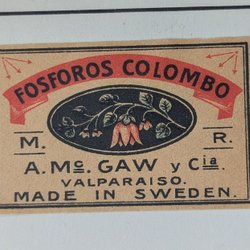 FOSFOROS COLOMBO
M. R.
A. Mc. GAW y Cia.
VALPARAISO.
MADE IN SWEDEN.